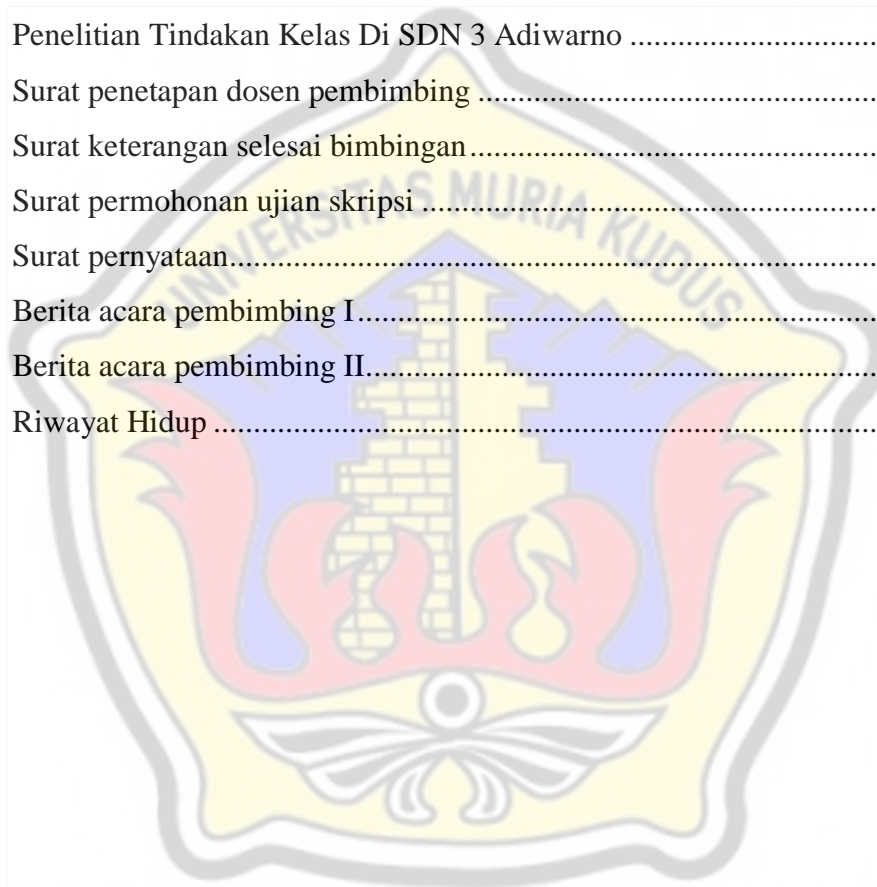 Penelitian Tindakan Kelas Di SDN 3 Adiwarno ...............................
Surat penetapan dosen pembimbing ..................................................
Surat keterangan selesai bimbingan...................................................
Surat permohonan ujian skripsi .........................................................
Surat pernyataan.................................................................................
Berita acara pembimbing I.................................................................
Berita acara pembimbing II................................................................
Riwayat Hidup ...................................................................................
UNIVERSITAS MURIA KUDUS